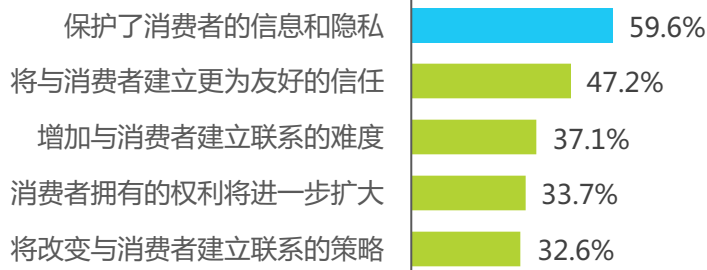 保护了消费者的信息和隐私 59.6%
将与消费者建立更为友好的信任 47.2%
增加与消费者建立联系的难度 37.1%
消费者拥有的权利将进一步扩大 33.7%
将改变与消费者建立联系的策略 32.6%